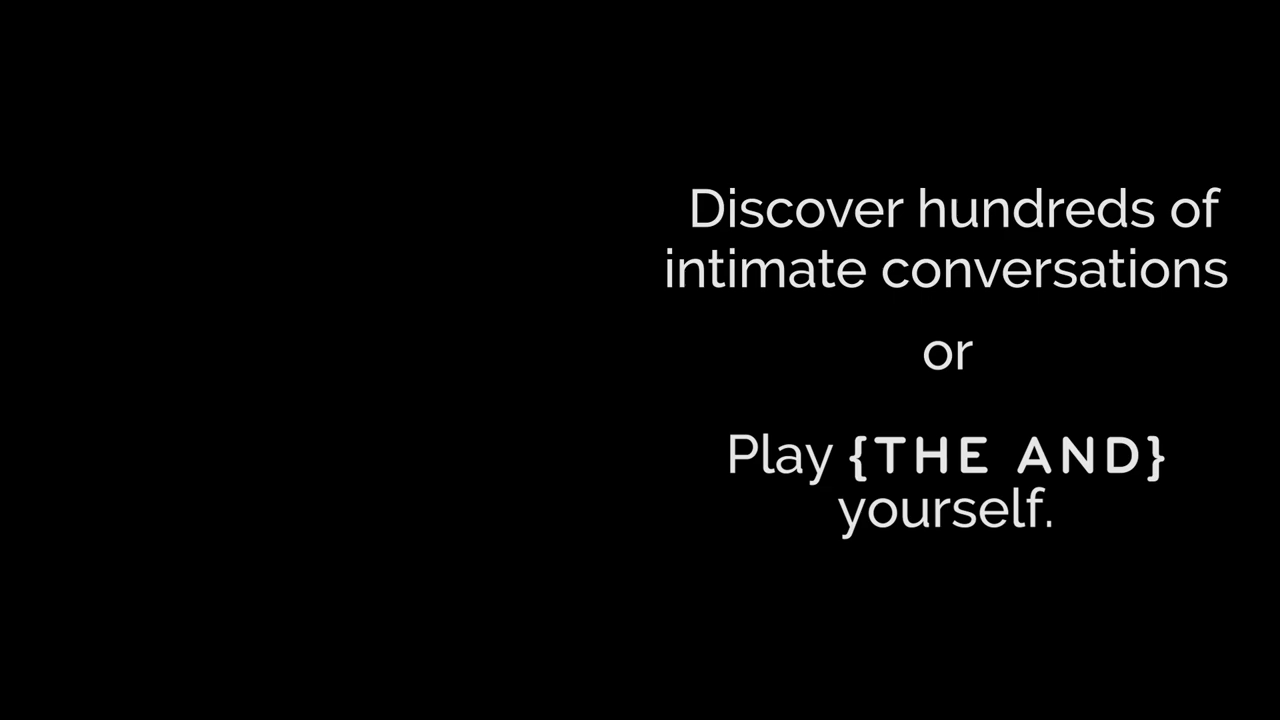 Discover hundreds of
intimate conversations
or
Play {THE AND}
yourself.